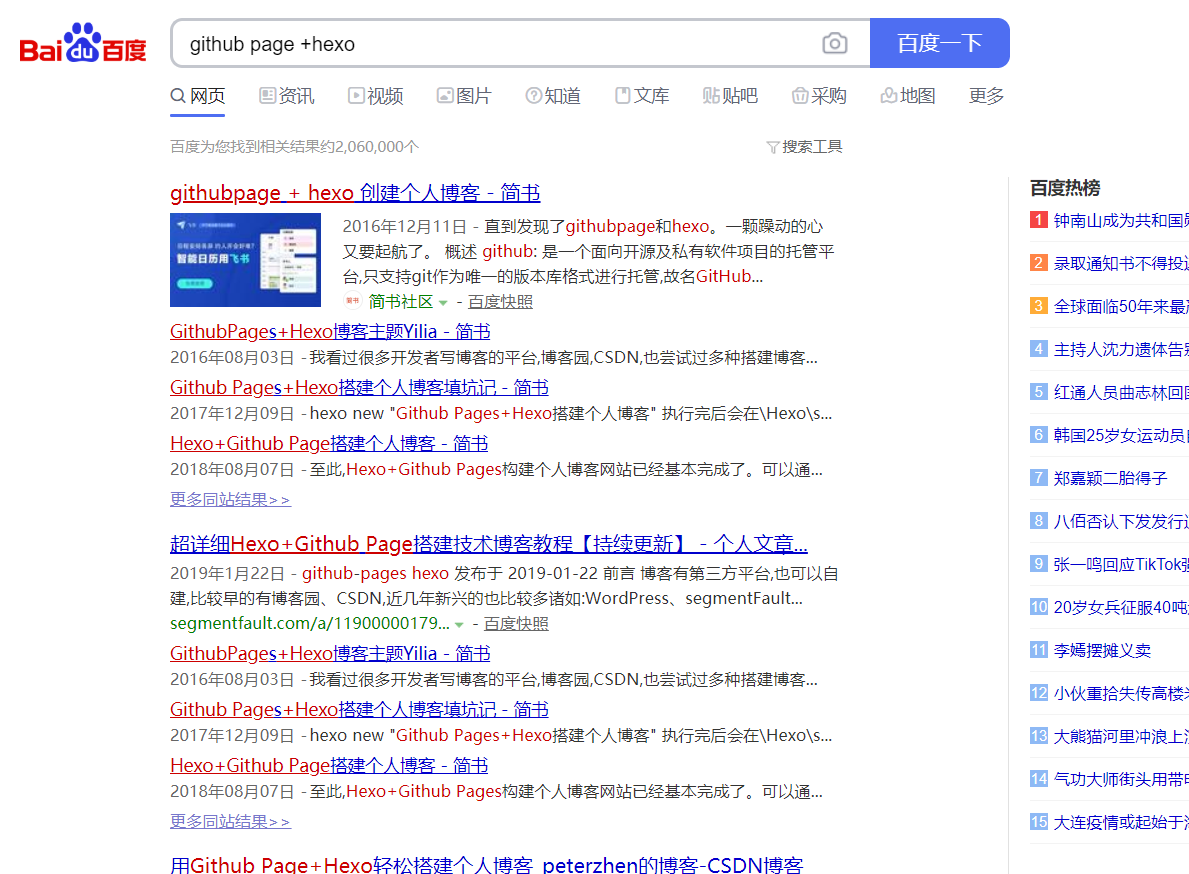 Bai du 百度
github page +hexo
百度一下
网页 资讯 视频 图片 知道 文库 贴吧 采购 地图 更多
百度为您找到相关结果约2,060,000个
搜索工具
githubpage + hexo 创建个人博客 - 简书
智能日历用飞书
2016年12月11日 - 直到发现了githubpage和hexo。一颗躁动的心
又要起航了。 概述 github: 是一个面向开源及私有软件项目的托管平
台,只支持git作为唯一的版本库格式进行托管,故名GitHub...
简书 简书社区 - 百度快照
GithubPages+Hexo博客主题Yilia - 简书
2016年08月03日 - 我看过很多开发者写博客的平台,博客园,CSDN,也尝试过多种搭建博客...
Github Pages+Hexo搭建个人博客填坑记 - 简书
2017年12月09日 - hexo new "Github Pages+Hexo搭建个人博客" 执行完后会在\Hexo\s...
Hexo+Github Page搭建个人博客 - 简书
2018年08月07日 - 至此,Hexo+Github Pages构建个人博客网站已经基本完成了。可以通...
更多同站结果>>
超详细Hexo+Github Page搭建技术博客教程【持续更新】 - 个人文章...
2019年1月22日 - github-pages hexo 发布于 2019-01-22 前言 博客有第三方平台,也可以自
建,比较早的有博客园、CSDN,近几年新兴的也比较多诸如:WordPress、segmentFault...
segmentfault.com/a/11900000179... - 百度快照
GithubPages+Hexo博客主题Yilia - 简书
2016年08月03日 - 我看过很多开发者写博客的平台,博客园,CSDN,也尝试过多种搭建博客...
Github Pages+Hexo搭建个人博客填坑记 - 简书
2017年12月09日 - hexo new "Github Pages+Hexo搭建个人博客" 执行完后会在\Hexo\s...
Hexo+Github Page搭建个人博客 - 简书
2018年08月07日 - 至此,Hexo+Github Pages构建个人博客网站已经基本完成了。可以通...
更多同站结果>>
用Github Page+Hexo轻松搭建个人博客_peterzhen的博客-CSDN博客
百度热榜
1 钟南山成为共和国
2 录取通知书不得投
3 全球面临50年来最
4 主持人沈力遗体告
5 红通人员曲志林回
6 韩国25岁女运动员
7 郑嘉颖二胎得子
8 八佰否认下发发行
9 张一鸣回应TikTok
10 20岁女兵征服40吨
11 李嫣摆摊义卖
12 小伙重拾失传高楼
13 大熊猫河里冲浪上
14 气功大师街头用带
15 大连疫情或起始于